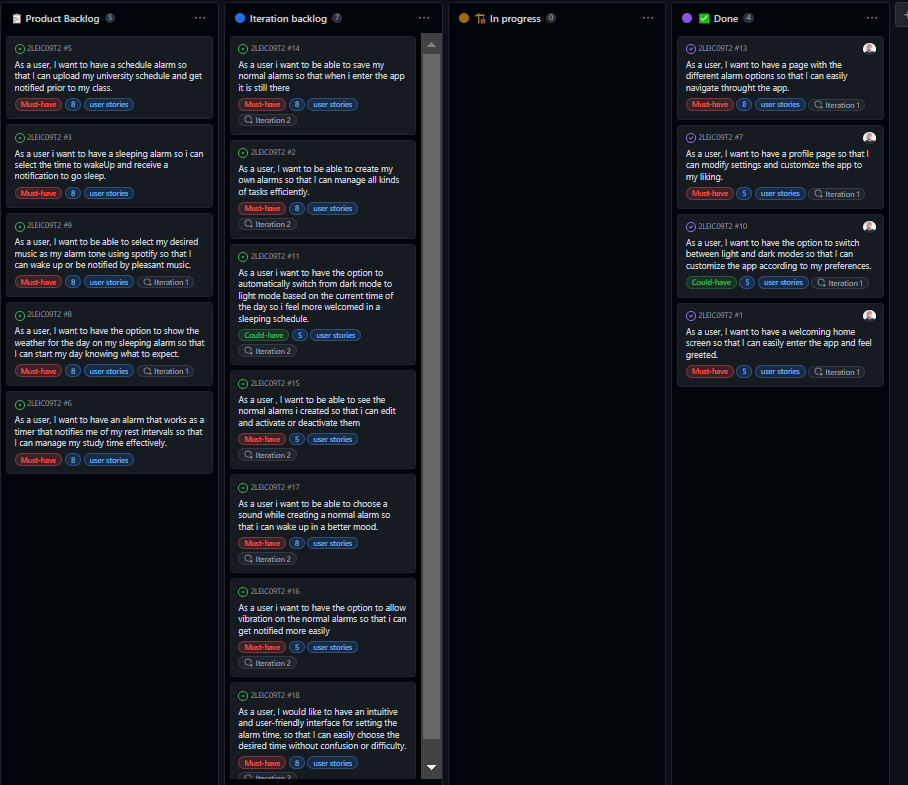 Product Backlog 5
2LEIC09T2 #5
As a user, I want to have a schedule alarm so
that I can upload my university schedule and get
notified prior to my class.
Must-have 8 user stories
2LEIC09T2 #3
As a user i want to have a sleeping alarm so i can
select the time to wakeUp and receive a
notification to go sleep.
Must-have 8 user stories
2LEIC09T2 #9
As a user, I want to be able to select my desired
music as my alarm tone using spotify so that I
can wake up or be notified by pleasant music.
Must-have 8 user stories Iteration 1
2LEIC09T2 #8
As a user, I want to have the option to show the
weather for the day on my sleeping alarm so that
I can start my day knowing what to expect.
Must-have 8 user stories Iteration 1
2LEIC09T2 #6
As a user, I want to have an alarm that works as a
timer that notifies me of my rest intervals so that
I can manage my study time effectively.
Must-have 8 user stories
Iteration backlog 7
2LEIC09T2 #14
As a user i want to be able to save my
normal alarms so that when i enter the app
it is still there
Must-have 8 user stories
Iteration 2
2LEIC09T2 #2
As a user, I want to be able to create my
own alarms so that I can manage all kinds
of tasks efficiently.
Must-have 8 user stories
Iteration 2
2LEIC09T2 #11
As a user i want to have the option to
automatically switch from dark mode to
light mode based on the current time of
the day so i feel more welcomed in a
sleeping schedule.
Could-have 5 user stories
Iteration 2
2LEIC09T2 #15
As a user , I want to be able to see the
normal alarms i created so that i can edit
and activate or deactivate them
Must-have 5 user stories
Iteration 2
2LEIC09T2 #17
As a user i want to be able to choose a
sound while creating a normal alarm so
that i can wake up in a better mood.
Must-have 8 user stories
Iteration 2
2LEIC09T2 #16
As a user i want to have the option to allow
vibration on the normal alarms so that i can
get notified more easily
Must-have 5 user stories
Iteration 2
2LEIC09T2 #18
As a user, I would like to have an intuitive
and user-friendly interface for setting the
alarm time, so that I can easily choose the
desired time without confusion or difficulty.
Must-have 8 user stories
Iteration 2
In progress 0
Done 4
2LEIC09T2 #13
As a user, I want to have a page with the
different alarm options so that I can easily
navigate throught the app.
Must-have 8 user stories Iteration 1
2LEIC09T2 #7
As a user, I want to have a profile page so that I
can modify settings and customize the app to
my liking.
Must-have 5 user stories Iteration 1
2LEIC09T2 #10
As a user, I want to have the option to switch
between light and dark modes so that I can
customize the app according to my preferences.
Could-have 5 user stories Iteration 1
2LEIC09T2 #1
As a user, I want to have a welcoming home
screen so that I can easily enter the app and feel
greeted.
Must-have 5 user stories Iteration 1